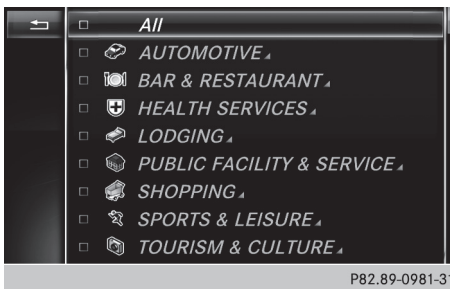 All
AUTOMOTIVE
BAR & RESTAURANT
HEALTH SERVICES
LODGING
PUBLIC FACILITY & SERVICE
SHOPPING
SPORTS & LEISURE
TOURISM & CULTURE
P82.89-0981-31